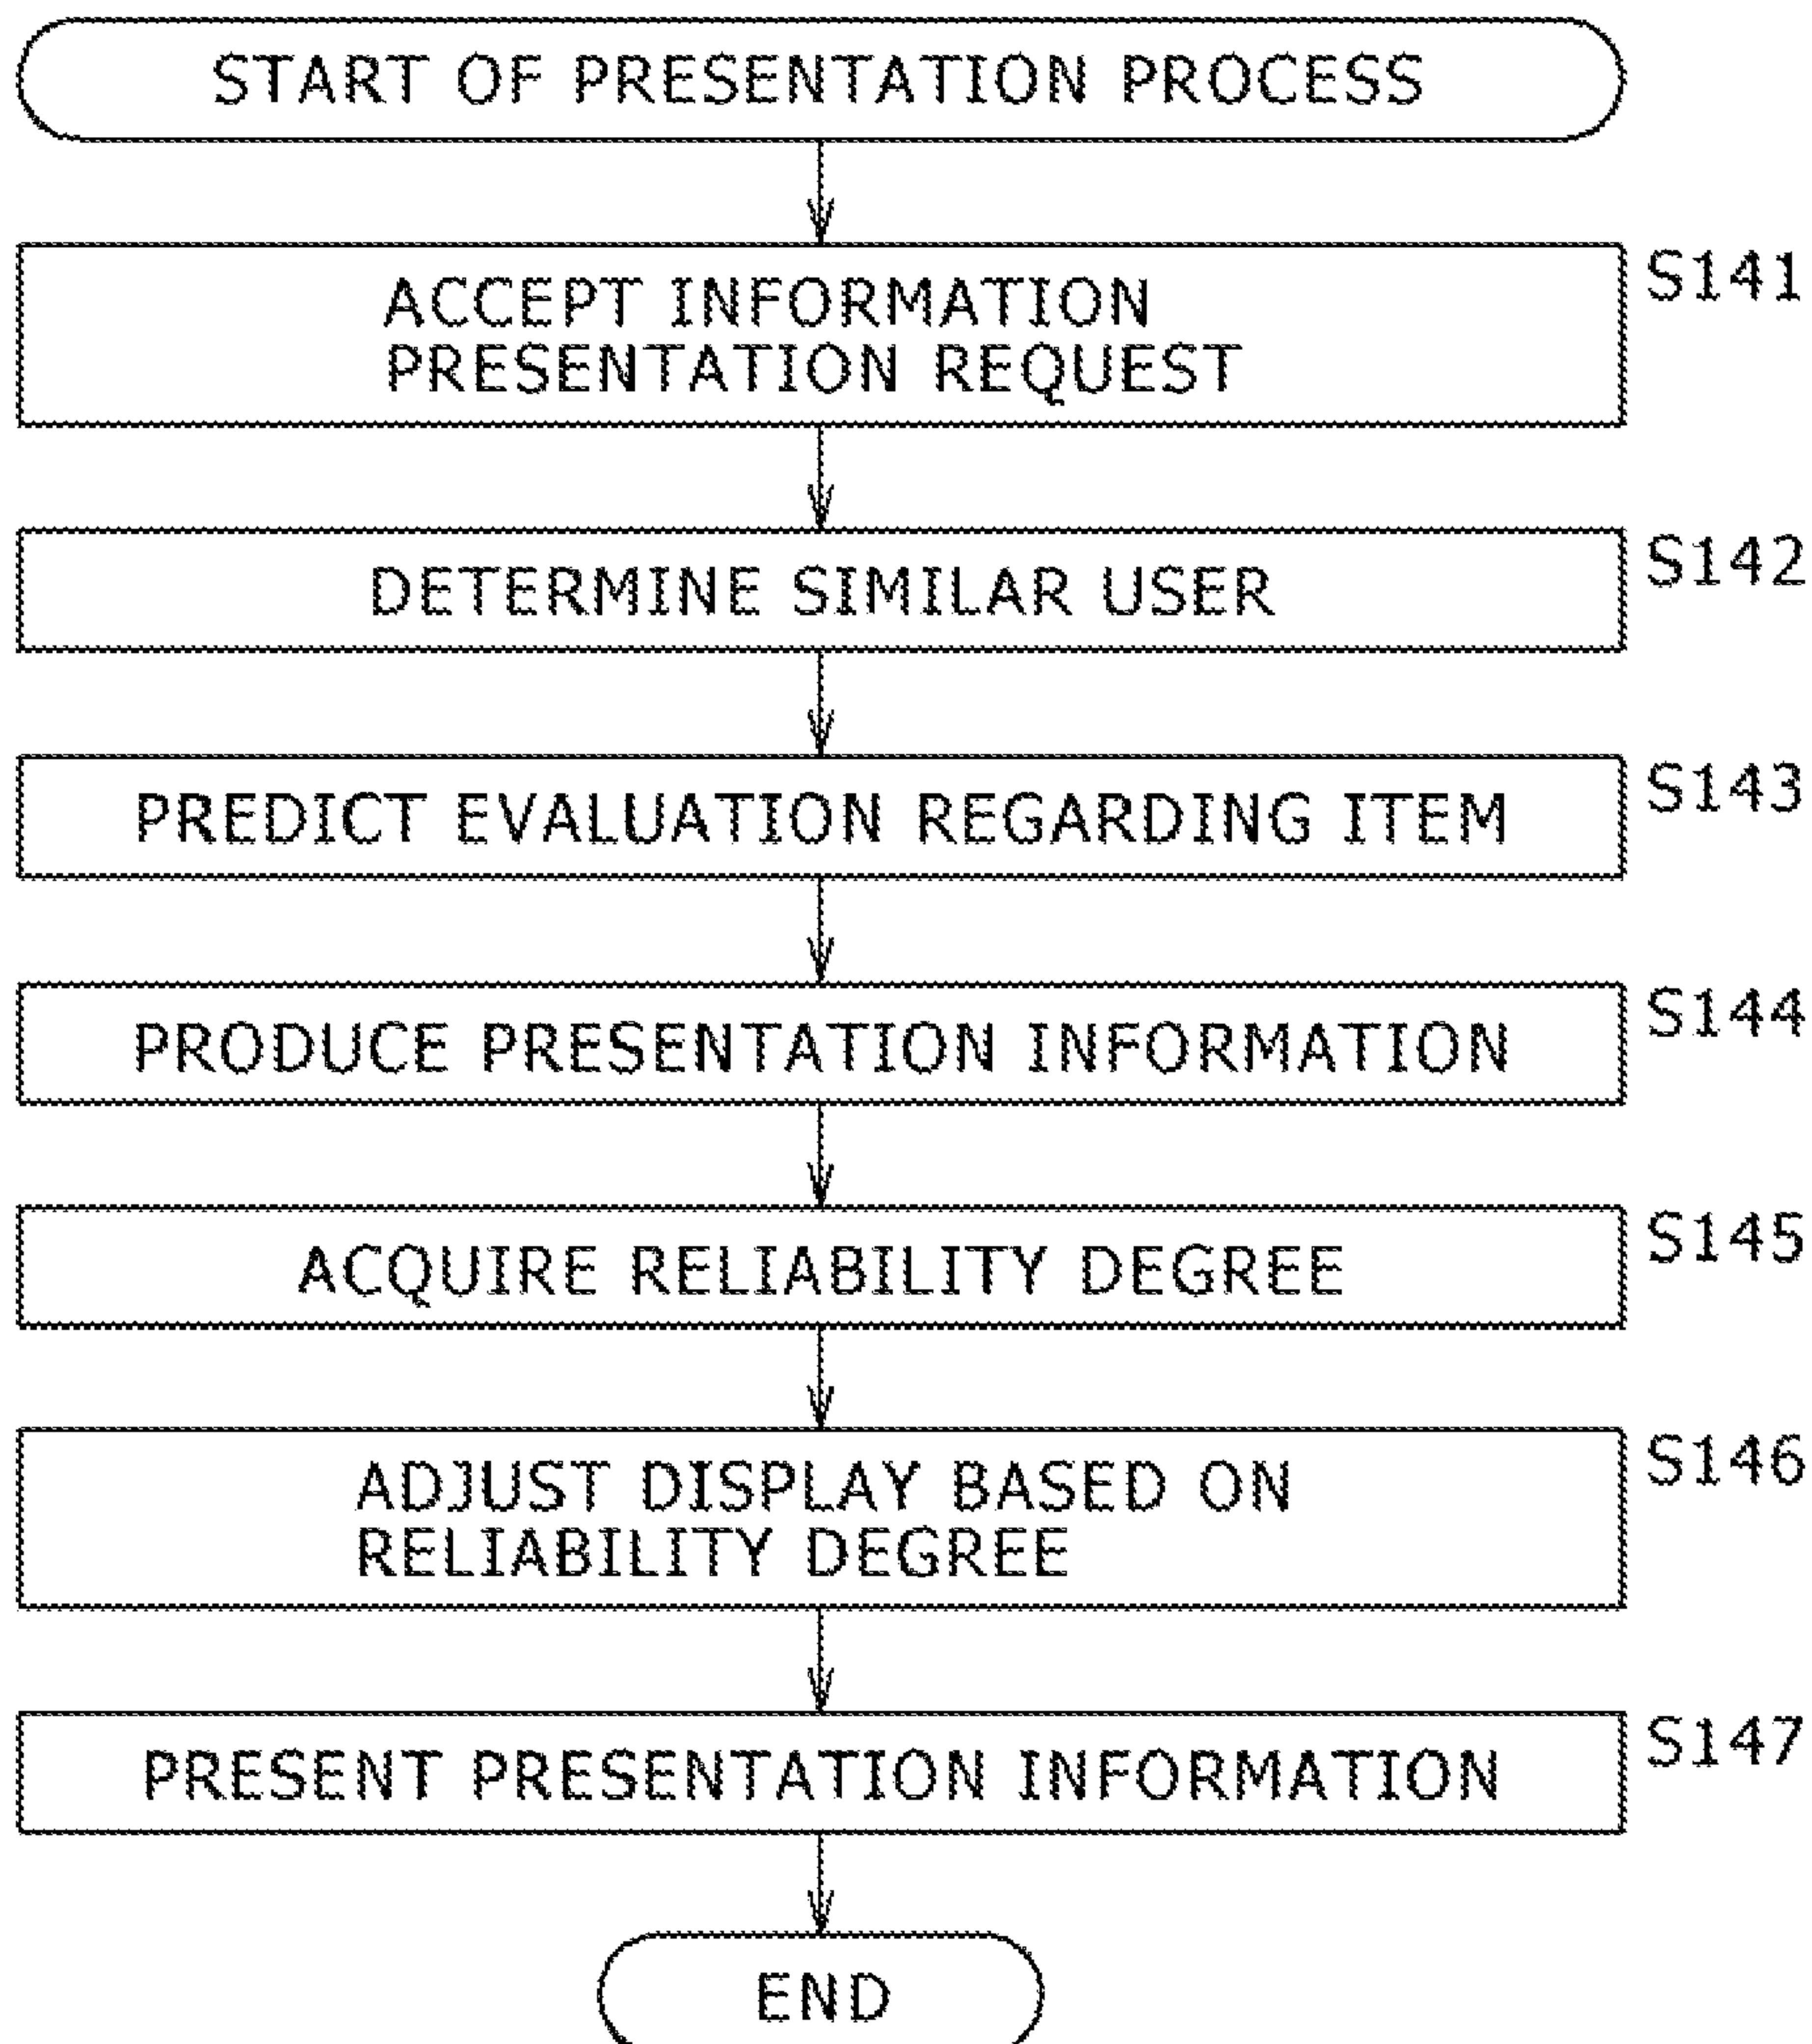 START OF PRESENTATION PROCESS
ACCEPT INFORMATION
PRESENTATION REQUEST
S141
DETERMINE SIMILAR USER
S142
PREDICT EVALUATION REGARDING ITEM
S143
PRODUCE PRESENTATION INFORMATION
S144
ACQUIRE RELIABILITY DEGREE
S145
ADJUST DISPLAY BASED ON
RELIABILITY DEGREE
S146
PRESENT PRESENTATION INFORMATION
S147
END